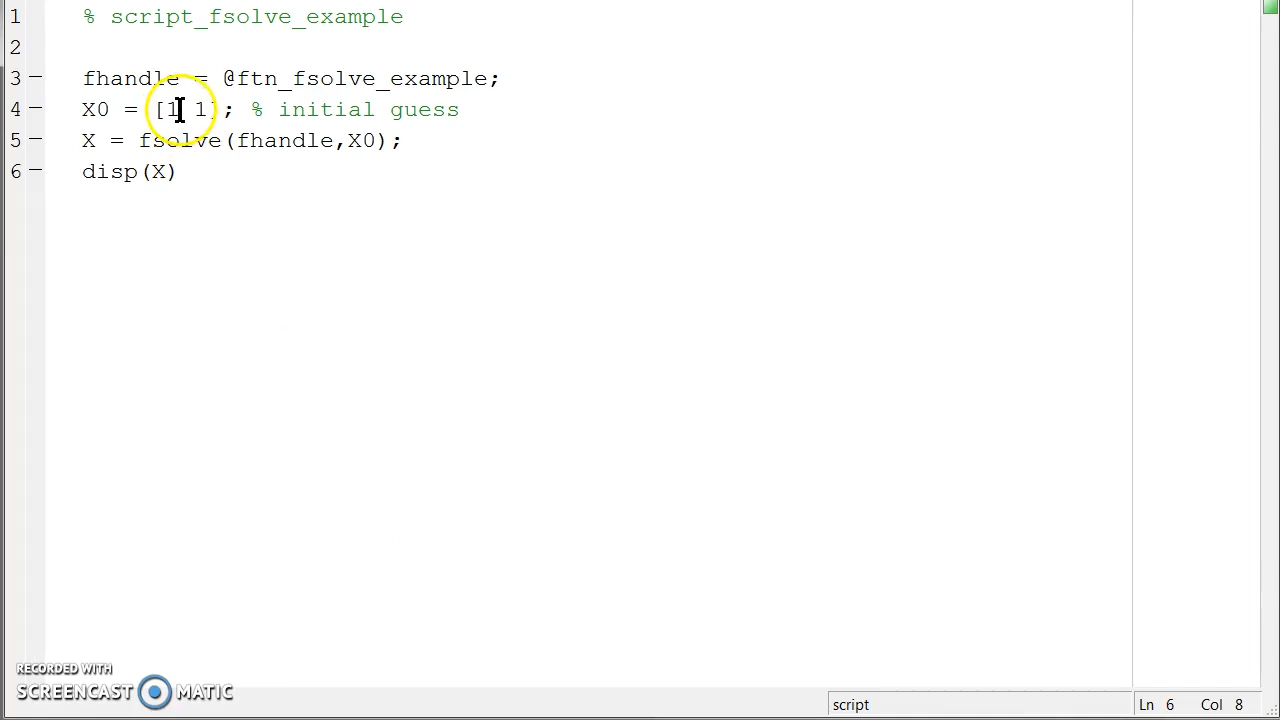 1 % script_fsolve_example
2
3 — fhandle = @ftn_fsolve_example;
4 — X0 = [1 1]; % initial guess
5 — X = fsolve(fhandle,X0);
6 — disp(X)
RECORDED WITH
SCREENCAST MATIC
script Ln 6 Col 8